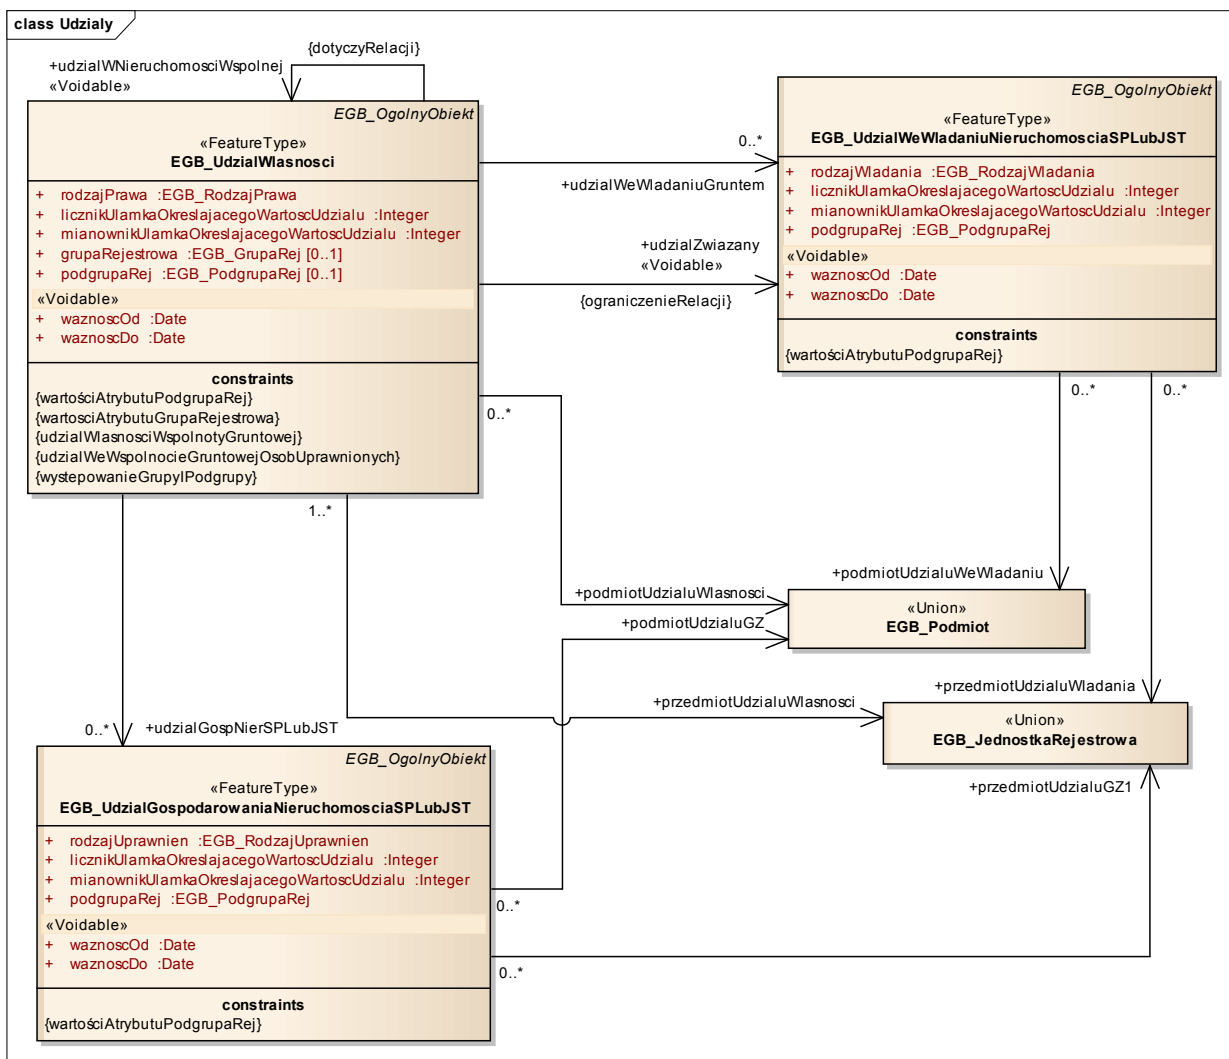 class Udzialy
{dotyczyRelacji}
+udzialWNieruchomosciWspolnej
«Voidable»
EGB_OgolnyObiekt
«FeatureType»
EGB_UdzialWlasnosci
+ rodzajPrawa :EGB_RodzajPrawa
+ licznikUlamkaOkreslajacegoWartoscUdzialu :Integer
+ mianownikUlamkaOkreslajacegoWartoscUdzialu :Integer
+ grupaRejestrowa :EGB_GrupaRej [0..1]
+ podgrupaRej :EGB_PodgrupaRej [0..1]
«Voidable»
+ waznoscOd :Date
+ waznoscDo :Date
constraints
{wartościAtrybutuPodgrupaRej}
{wartosciAtrybutuGrupaRejestrowa}
{udzialWlasnosciWspolnotyGruntowej}
{udzialWeWspolnocieGruntowejOsobUprawnionych}
{wystepowanieGrupyIPodgrupy}
0..*
+udzialWeWladaniuGruntem
+udzialZwiazany
«Voidable»
{ograniczenieRelacji}
EGB_OgolnyObiekt
«FeatureType»
EGB_UdzialWeWladaniuNieruchomosciaSPLubJST
+ rodzajWladania :EGB_RodzajWladania
+ licznikUlamkaOkreslajacegoWartoscUdzialu :Integer
+ mianownikUlamkaOkreslajacegoWartoscUdzialu :Integer
+ podgrupaRej :EGB_PodgrupaRej
«Voidable»
+ waznoscOd :Date
+ waznoscDo :Date
constraints
{wartościAtrybutuPodgrupaRej}
0..*
0..*
0..*
1..*
+podmiotUdzialuWeWladaniu
+podmiotUdzialuWlasnosci
+podmiotUdzialuGZ
«Union»
EGB_Podmiot
+przedmiotUdzialuWladania
+przedmiotUdzialuWlasnosci
«Union»
EGB_JednostkaRejestrowa
+przedmiotUdzialuGZ1
0..*
+udzialGospNierSPLubJST
EGB_OgolnyObiekt
«FeatureType»
EGB_UdzialGospodarowaniaNieruchomosciaSPLubJST
+ rodzajUprawnien :EGB_RodzajUprawnien
+ licznikUlamkaOkreslajacegoWartoscUdzialu :Integer
+ mianownikUlamkaOkreslajacegoWartoscUdzialu :Integer
+ podgrupaRej :EGB_PodgrupaRej
«Voidable»
+ waznoscOd :Date
+ waznoscDo :Date
constraints
{wartościAtrybutuPodgrupaRej}
0..*
0..*